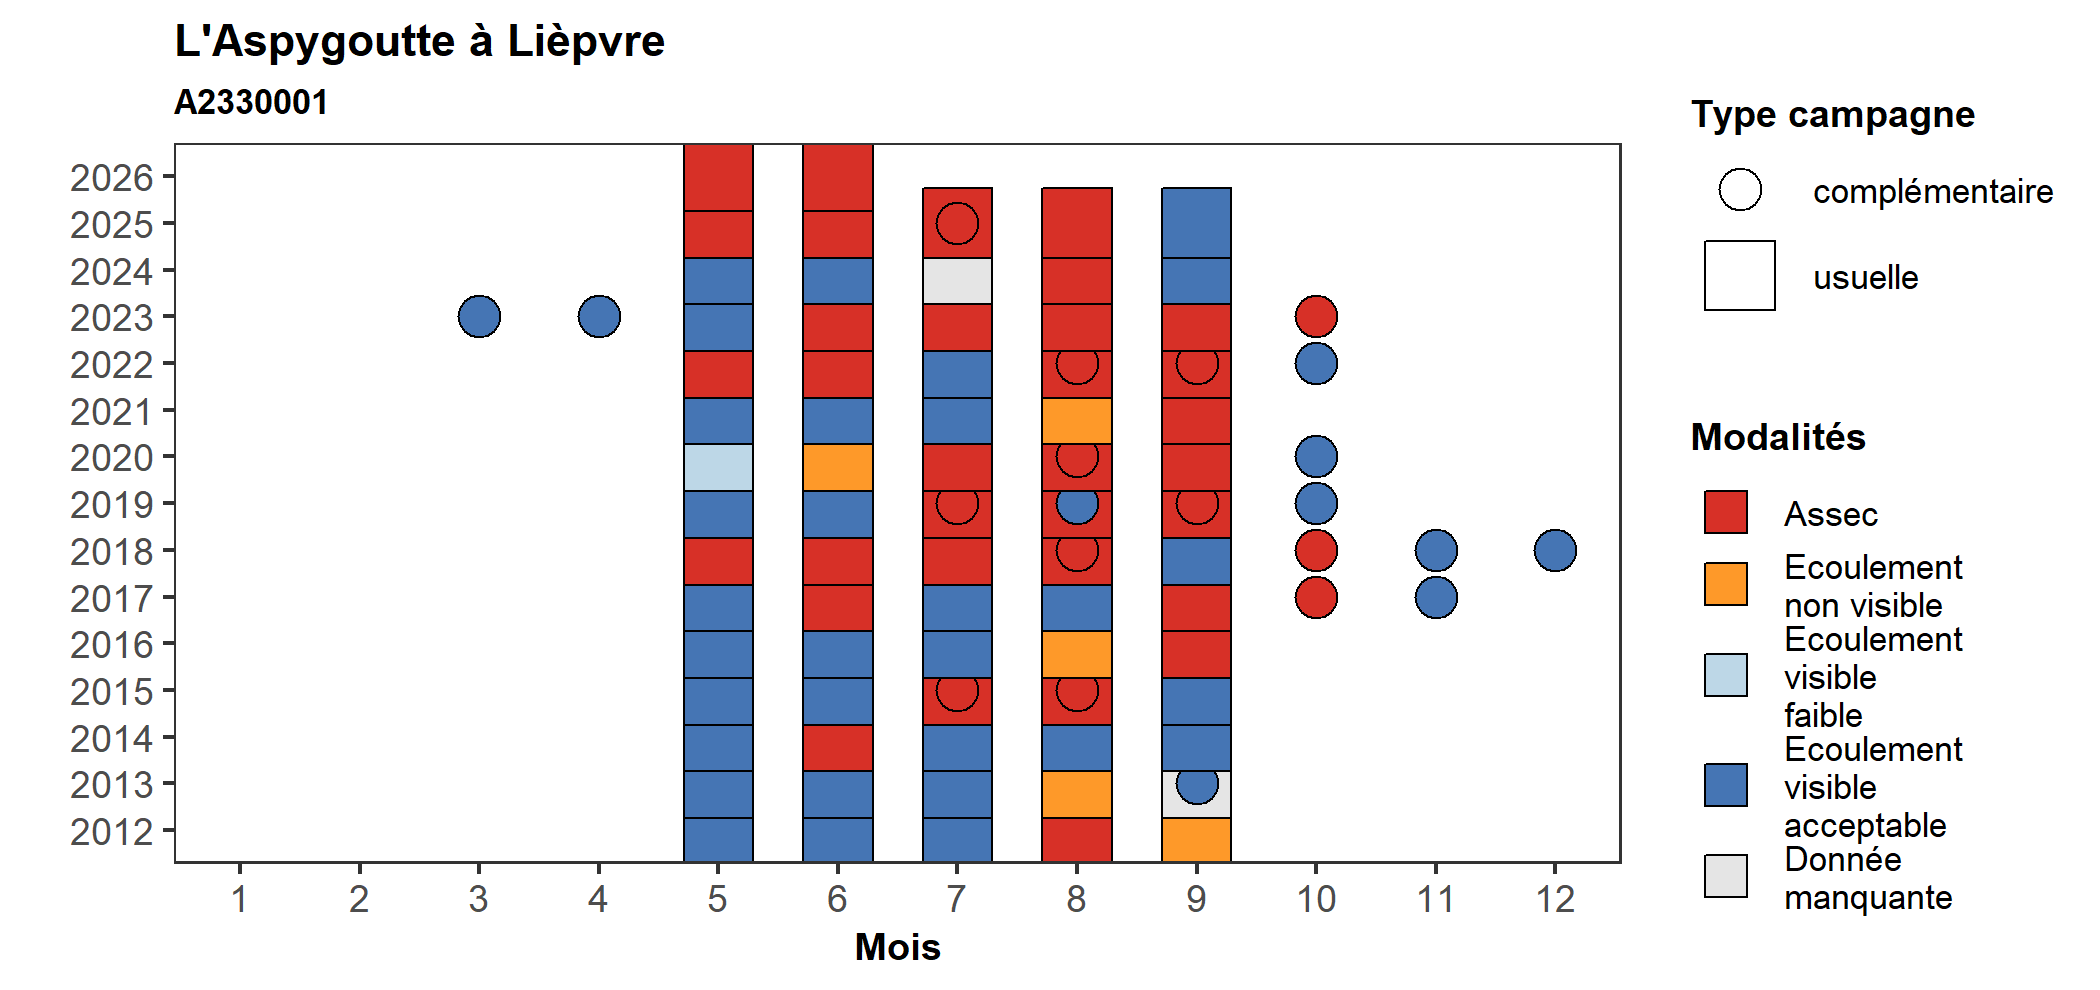 L'Aspygoutte à Lièpvre
A2330001
2026
2025
2024
2023
2022
2021
2020
2019
2018
2017
2016
2015
2014
2013
2012
1 2 3 4 5 6 7 8 9 10 11 12
Mois
Type campagne
complémentaire
usuelle
Modalités
Assec
Ecoulement
non visible
Ecoulement
visible
faible
Ecoulement
visible
acceptable
Donnée
manquante